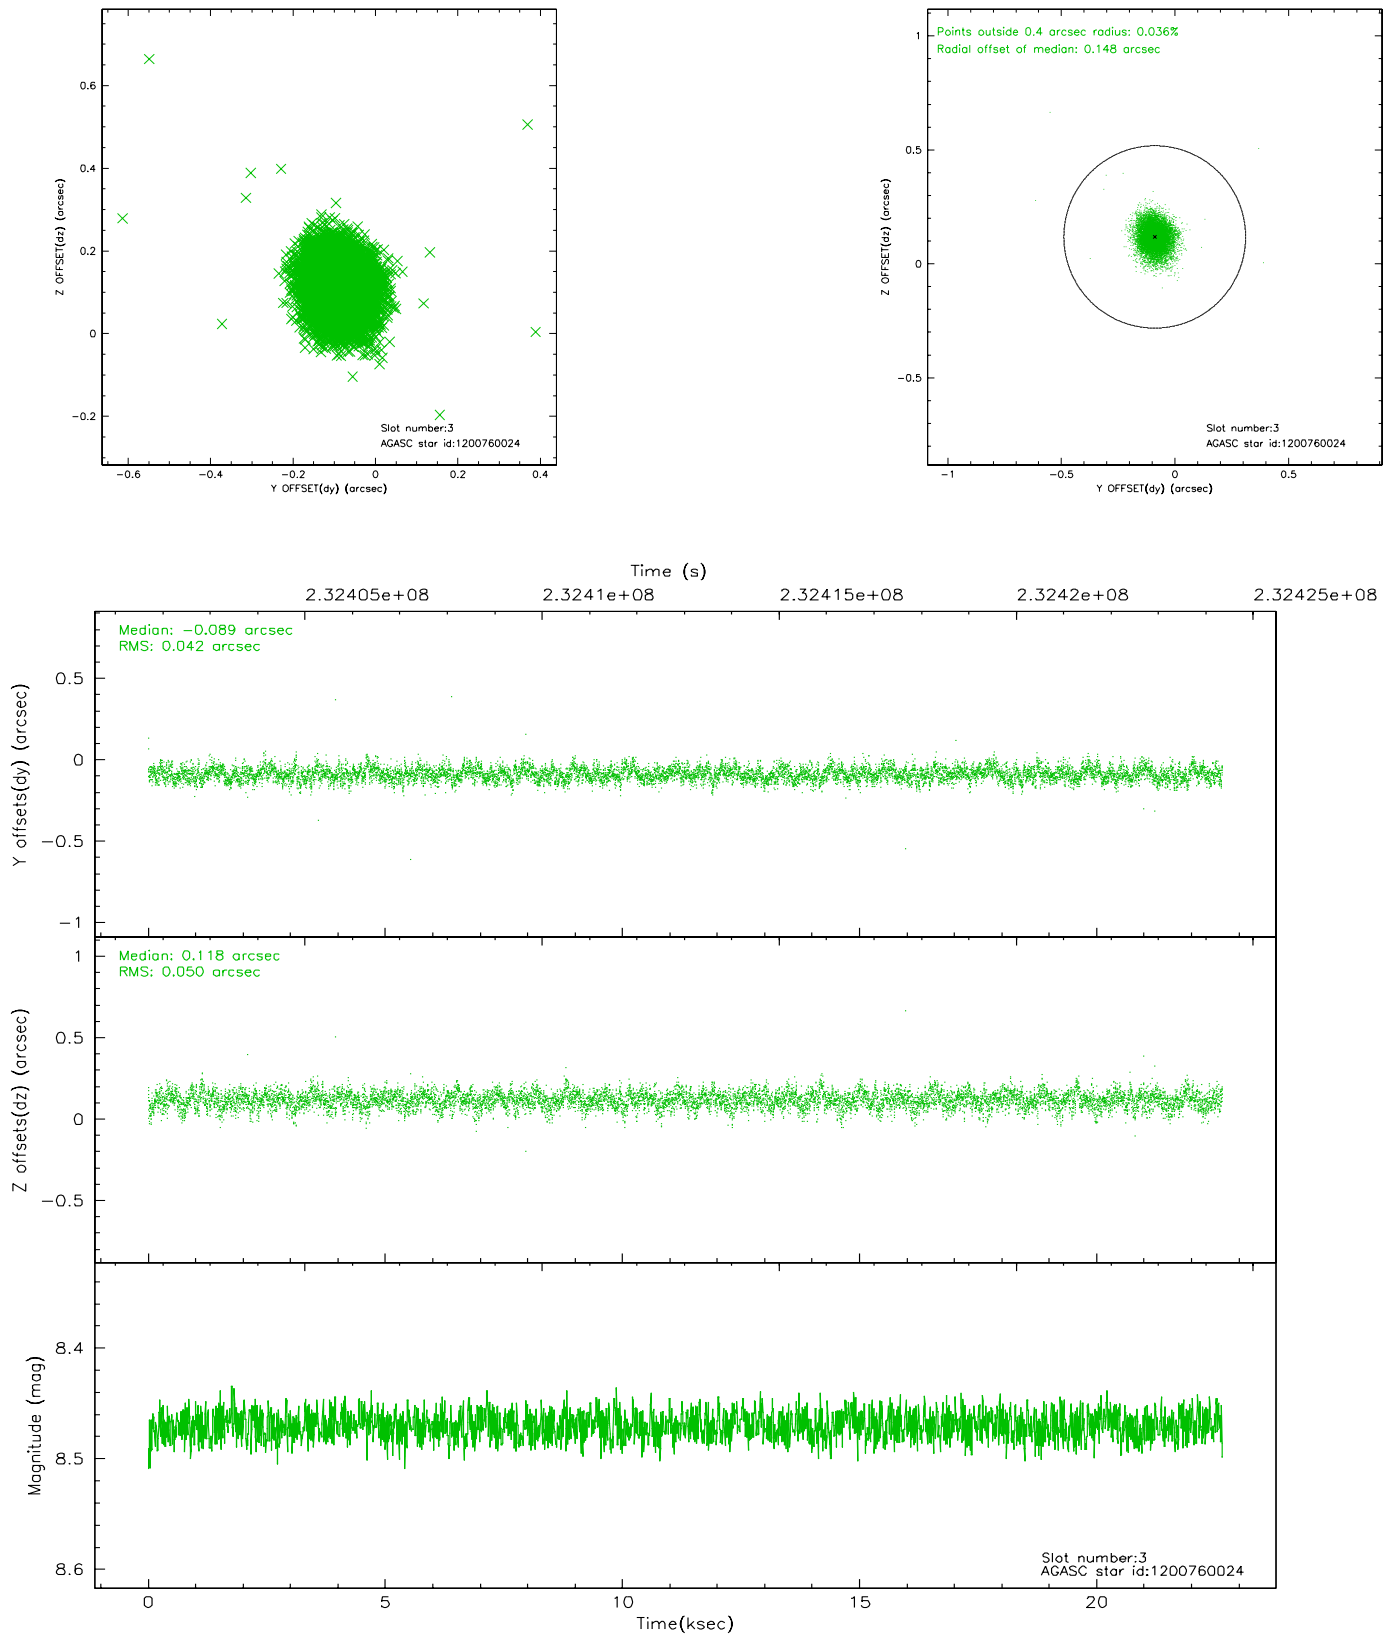 0.6
0.4
0.2
0
−0.2
−0.6
−0.4
−0.2
0
0.2
0.4
Z OFFSET(dz) (arcsec)
Y OFFSET(dy) (arcsec)
Slot number:3
AGASC star id:1200760024
Points outside 0.4 arcsec radius: 0.036%
Radial offset of median: 0.148 arcsec
1
0.5
0
−0.5
−1
−0.5
0
0.5
Z OFFSET(dz) (arcsec)
Y OFFSET(dy) (arcsec)
Slot number:3
AGASC star id:1200760024
Time (s)
2.32405e+08
2.3241e+08
2.32415e+08
2.3242e+08
2.32425e+08
Median: −0.089 arcsec
RMS: 0.042 arcsec
0.5
0
−0.5
−1
Y offsets(dy) (arcsec)
Median: 0.118 arcsec
RMS: 0.050 arcsec
1
0.5
0
−0.5
Z offsets(dz) (arcsec)
8.4
8.5
8.6
Magnitude (mag)
Slot number:3
AGASC star id:1200760024
0
5
10
15
20
Time(ksec)